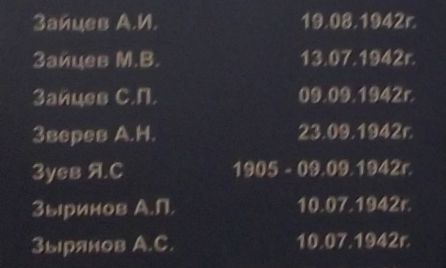 Зайцев А.И. 19.08.1942г.
Зайцев М.В. 13.07.1942г.
Зайцев С.П. 09.09.1942г.
Зверев А.Н. 23.09.1942г.
Зуев Я.С 1905 - 09.09.1942г.
Зыринов А.П. 10.07.1942г.
Зырянов А.С. 10.07.1942г.